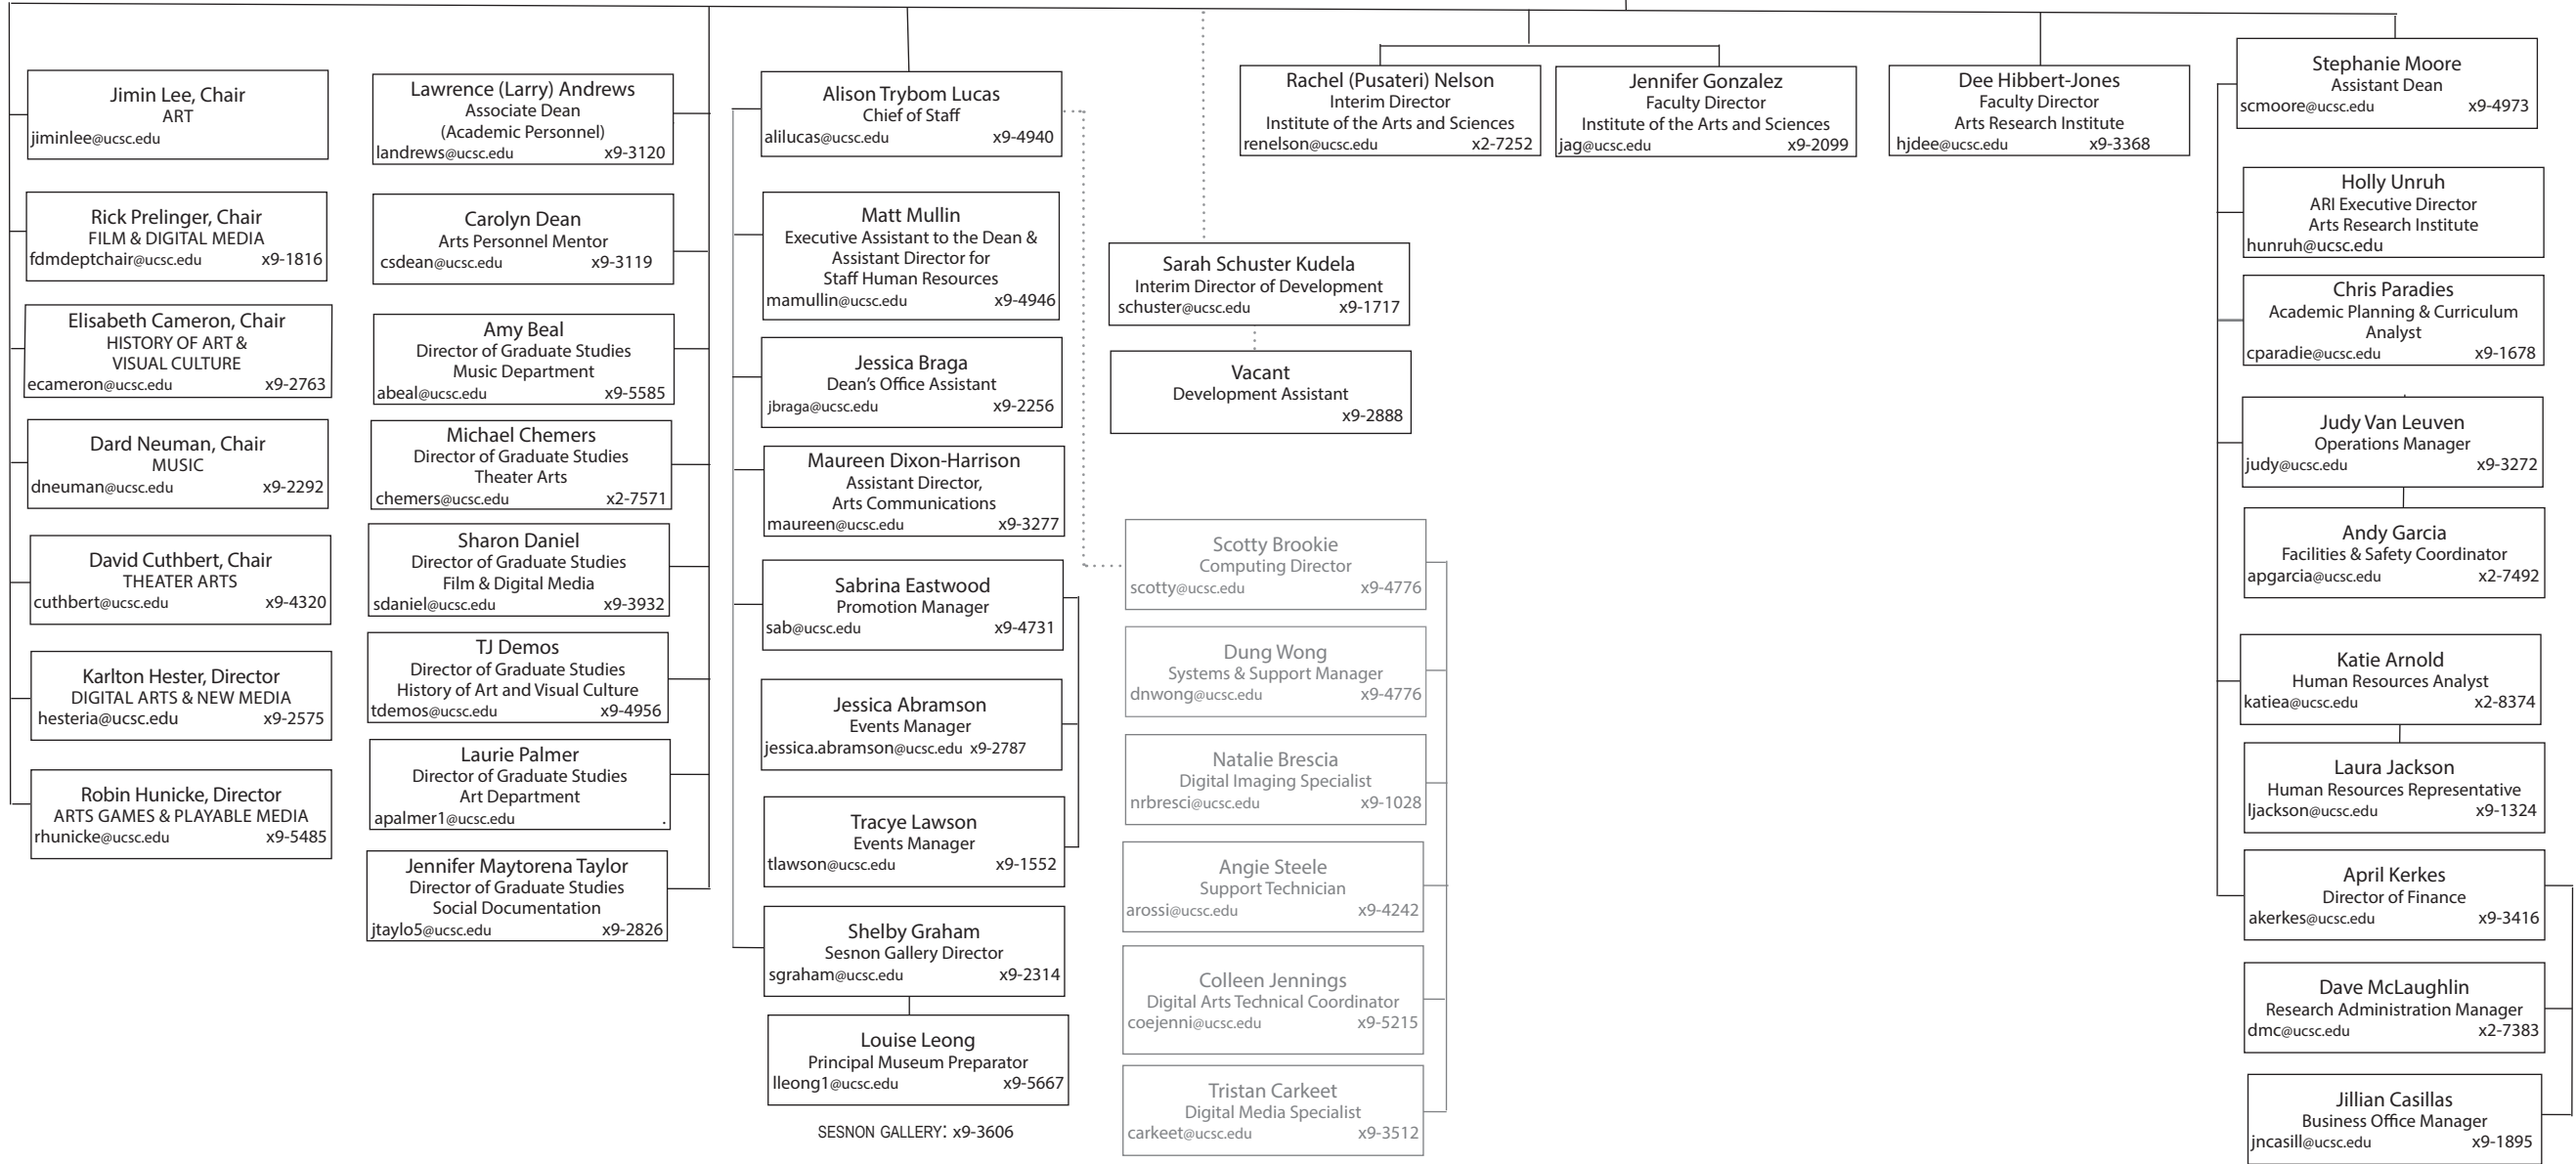 Jimin Lee, Chair
ART
jiminlee@ucsc.edu
Rick Prelinger, Chair
FILM & DIGITAL MEDIA
fdmdeptchair@ucsc.edu x9-1816
Elisabeth Cameron, Chair
HISTORY OF ART &
VISUAL CULTURE
ecameron@ucsc.edu x9-2763
Dard Neuman, Chair
MUSIC
dneuman@ucsc.edu x9-2292
David Cuthbert, Chair
THEATER ARTS
cuthbert@ucsc.edu x9-4320
Karlton Hester, Director
DIGITAL ARTS & NEW MEDIA
hesteria@ucsc.edu x9-2575
Robin Hunicke, Director
ARTS GAMES & PLAYABLE MEDIA
rhunicke@ucsc.edu x9-5485
Lawrence (Larry) Andrews
Associate Dean
(Academic Personnel)
landrews@ucsc.edu x9-3120
Carolyn Dean
Arts Personnel Mentor
csdean@ucsc.edu x9-3119
Amy Beal
Director of Graduate Studies
Music Department
abeal@ucsc.edu x9-5585
Michael Chemers
Director of Graduate Studies
Theater Arts
chemers@ucsc.edu x2-7571
Sharon Daniel
Director of Graduate Studies
Film & Digital Media
sdaniel@ucsc.edu x9-3932
TJ Demos
Director of Graduate Studies
History of Art and Visual Culture
tdemos@ucsc.edu x9-4956
Laurie Palmer
Director of Graduate Studies
Art Department
apalmer1@ucsc.edu .
Jennifer Maytorena Taylor
Director of Graduate Studies
Social Documentation
jtaylo5@ucsc.edu x9-2826
Alison Trybom Lucas
Chief of Staff
alilucas@ucsc.edu x9-4940
Matt Mullin
Executive Assistant to the Dean &
Assistant Director for
Staff Human Resources
mamullin@ucsc.edu x9-4946
Jessica Braga
Dean's Office Assistant
jbraga@ucsc.edu x9-2256
Maureen Dixon-Harrison
Assistant Director,
Arts Communications
maureen@ucsc.edu x9-3277
Sabrina Eastwood
Promotion Manager
sab@ucsc.edu x9-4731
Jessica Abramson
Events Manager
jessica.abramson@ucsc.edu x9-2787
Tracye Lawson
Events Manager
tlawson@ucsc.edu x9-1552
Shelby Graham
Sesnon Gallery Director
sgraham@ucsc.edu x9-2314
Louise Leong
Principal Museum Preparator
lleong1@ucsc.edu x9-5667
SESNON GALLERY: x9-3606
Sarah Schuster Kudela
Interim Director of Development
schuster@ucsc.edu x9-1717
Vacant
Development Assistant
x9-2888
Scotty Brookie
Computing Director
scotty@ucsc.edu x9-4776
Dung Wong
Systems & Support Manager
dnwong@ucsc.edu x9-4776
Natalie Brescia
Digital Imaging Specialist
nrbresci@ucsc.edu x9-1028
Angie Steele
Support Technician
arossi@ucsc.edu x9-4242
Colleen Jennings
Digital Arts Technical Coordinator
coejenni@ucsc.edu x9-5215
Tristan Carkeet
Digital Media Specialist
carkeet@ucsc.edu x9-3512
Rachel (Pusateri) Nelson
Interim Director
Institute of the Arts and Sciences
renelson@ucsc.edu x2-7252
Jennifer Gonzalez
Faculty Director
Institute of the Arts and Sciences
jag@ucsc.edu x9-2099
Dee Hibbert-Jones
Faculty Director
Arts Research Institute
hjdee@ucsc.edu x9-3368
Stephanie Moore
Assistant Dean
scmoore@ucsc.edu x9-4973
Holly Unruh
ARI Executive Director
Arts Research Institute
hunruh@ucsc.edu
Chris Paradies
Academic Planning & Curriculum
Analyst
cparadie@ucsc.edu x9-1678
Judy Van Leuven
Operations Manager
judy@ucsc.edu x9-3272
Andy Garcia
Facilities & Safety Coordinator
apgarcia@ucsc.edu x2-7492
Katie Arnold
Human Resources Analyst
katiea@ucsc.edu x2-8374
Laura Jackson
Human Resources Representative
ljackson@ucsc.edu x9-1324
April Kerkes
Director of Finance
akerkes@ucsc.edu x9-3416
Dave McLaughlin
Research Administration Manager
dmc@ucsc.edu x2-7383
Jillian Casillas
Business Office Manager
jncasill@ucsc.edu x9-1895